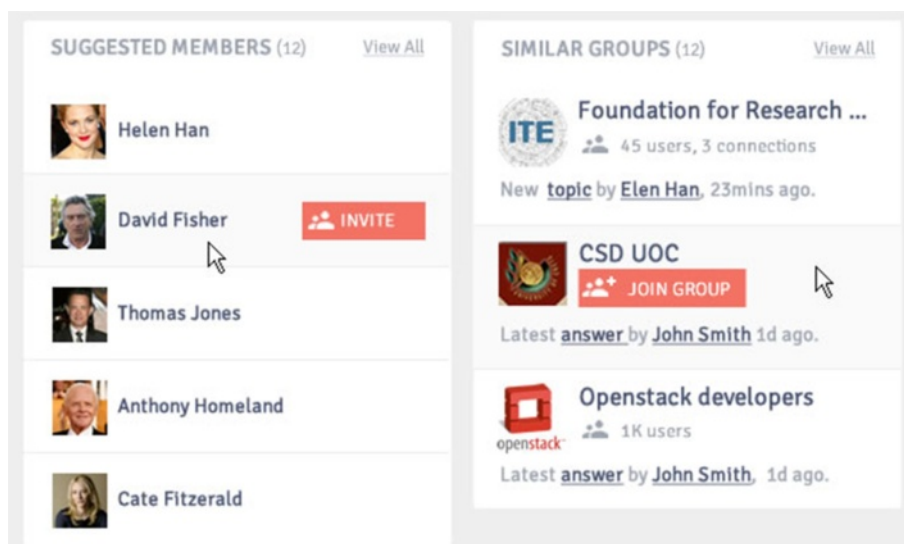 SUGGESTED MEMBERS (12) View All
Helen Han
David Fisher INVITE
Thomas Jones
Anthony Homeland
Cate Fitzerald
SIMILAR GROUPS (12) View All
ITE
Foundation for Research ...
45 users, 3 connections
New topic by Elen Han, 23mins ago.
CSD UOC
JOIN GROUP
Latest answer by John Smith 1d ago.
Openstack developers
1K users
openstack
Latest answer by John Smith, 1d ago.